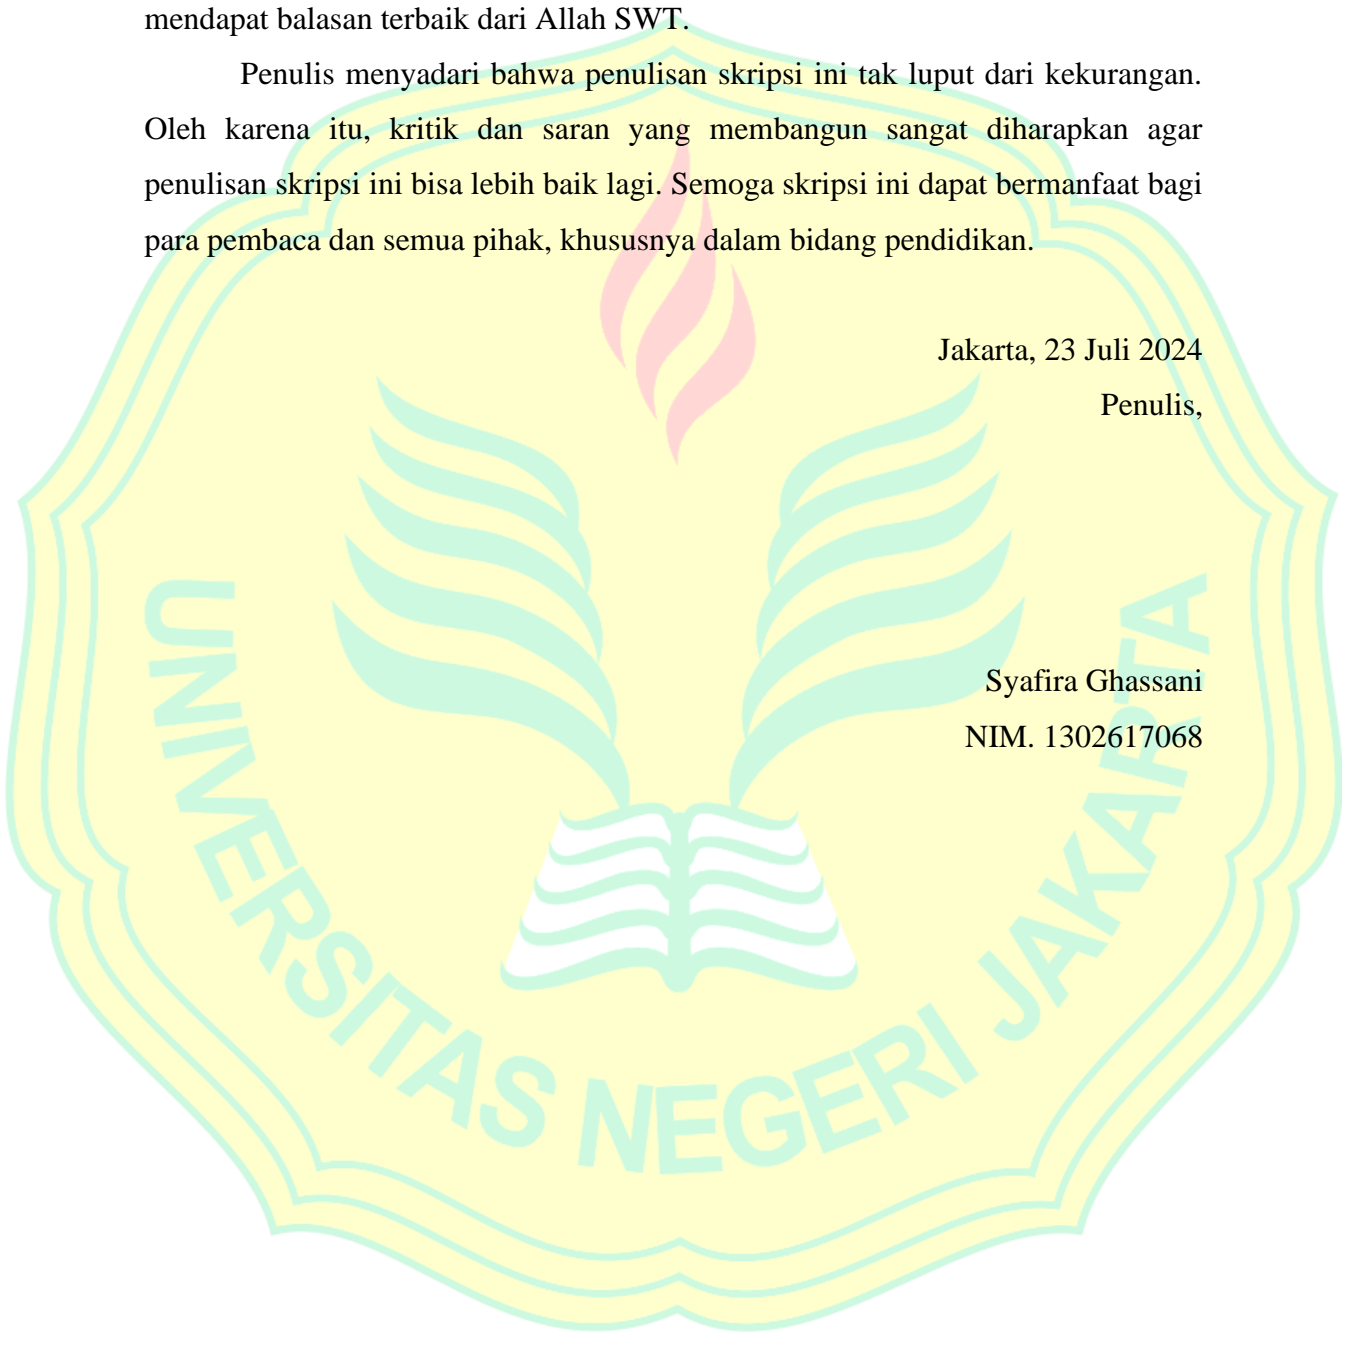 mendapat balasan terbaik dari Allah SWT.
Penulis menyadari bahwa penulisan skripsi ini tak luput dari kekurangan.
Oleh karena itu, kritik dan saran yang membangun sangat diharapkan agar
penulisan skripsi ini bisa lebih baik lagi. Semoga skripsi ini dapat bermanfaat bagi
para pembaca dan semua pihak, khususnya dalam bidang pendidikan.
Jakarta, 23 Juli 2024
Penulis,
Syafira Ghassani
NIM. 1302617068
UNIVERSITAS NEGERI JAKARTA